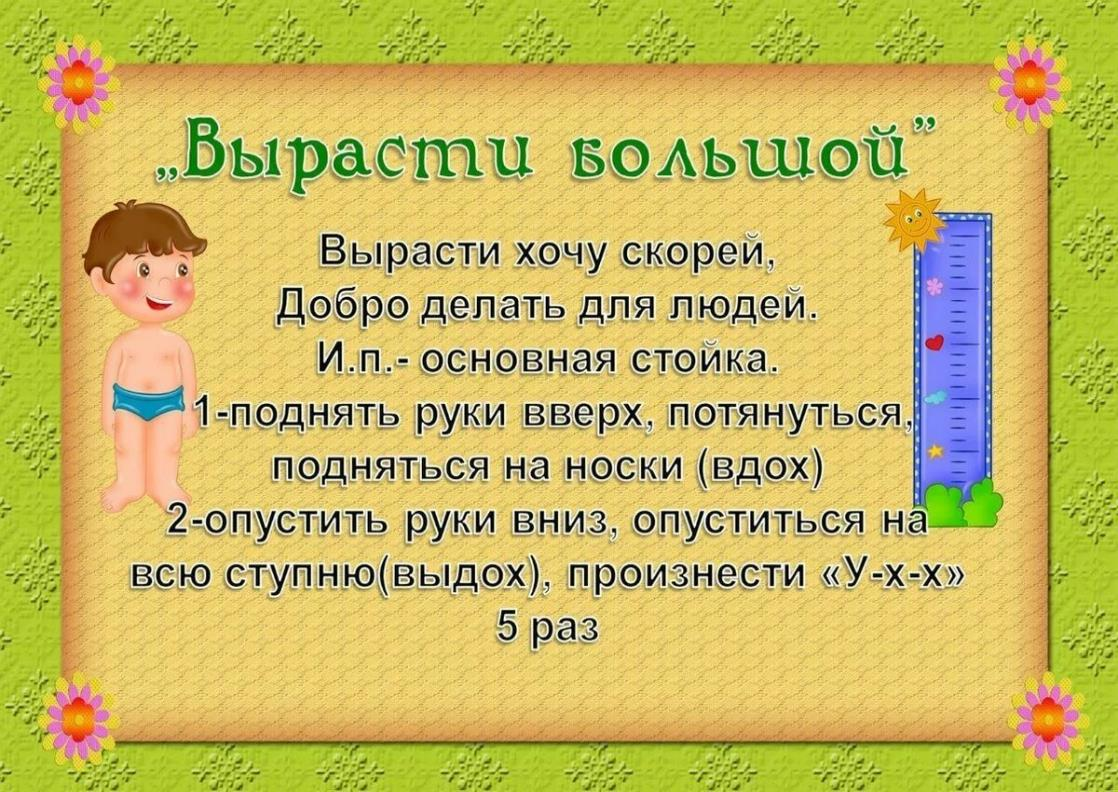 „Вырасти большой”
Вырасти хочу скорей,
Добро делать для людей.
И.п.- основная стойка.
1-поднять руки вверх, потянуться,
подняться на носки (вдох)
2-опустить руки вниз, опуститься на
всю ступню(выдох), произнести «У-х-х»
5 раз